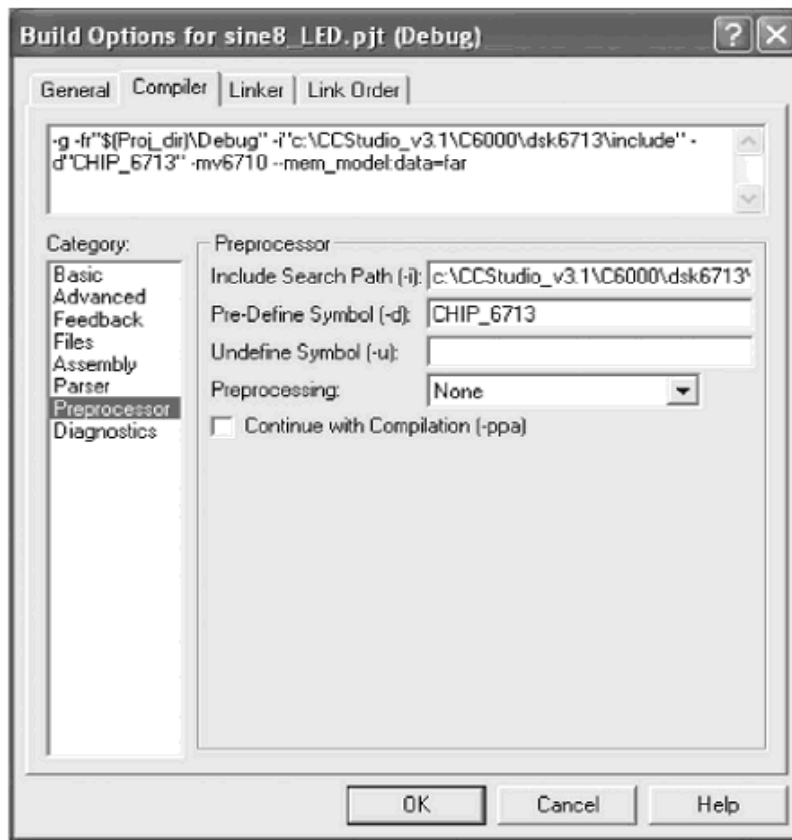 Build Options for sine8_LED.pjt (Debug)
General Compiler Linker Link Order
-g -fr"$(Proj_dir)\Debug" -i"c:\CCStudio_v3.1\C6000\dsk6713\include" -
d"CHIP_6713" -mv6710 --mem_model:data=far
Category:
Basic
Advanced
Feedback
Files
Assembly
Parser
Preprocessor
Diagnostics
Preprocessor
Include Search Path (-i): c:\CCStudio_v3.1\C6000\dsk6713\
Pre-Define Symbol (-d): CHIP_6713
Undefine Symbol (-u):
Preprocessing: None
Continue with Compilation (-ppa)
OK Cancel Help